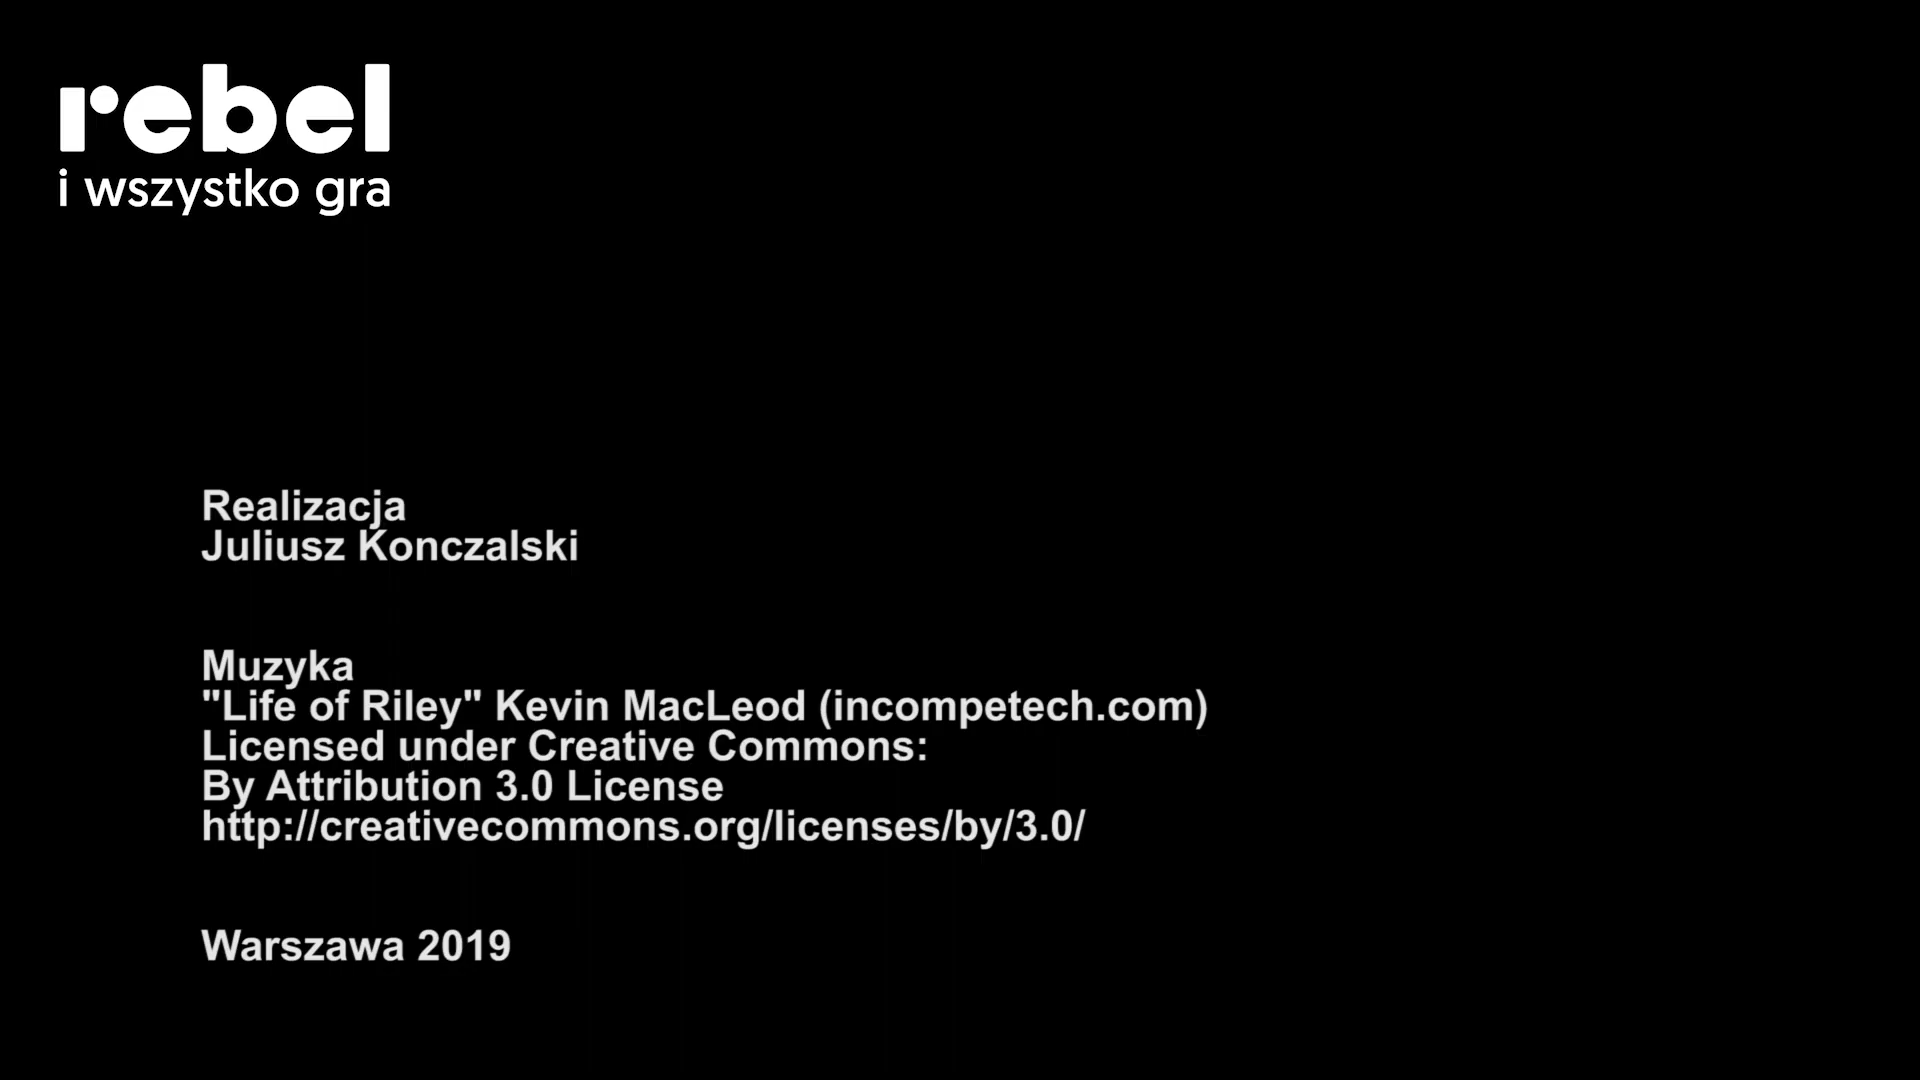 rebel
i wszystko gra
Realizacja
Juliusz Konczalski
Muzyka
"Life of Riley" Kevin MacLeod (incompetech.com)
Licensed under Creative Commons:
By Attribution 3.0 License
http://creativecommons.org/licenses/by/3.0/
Warszawa 2019